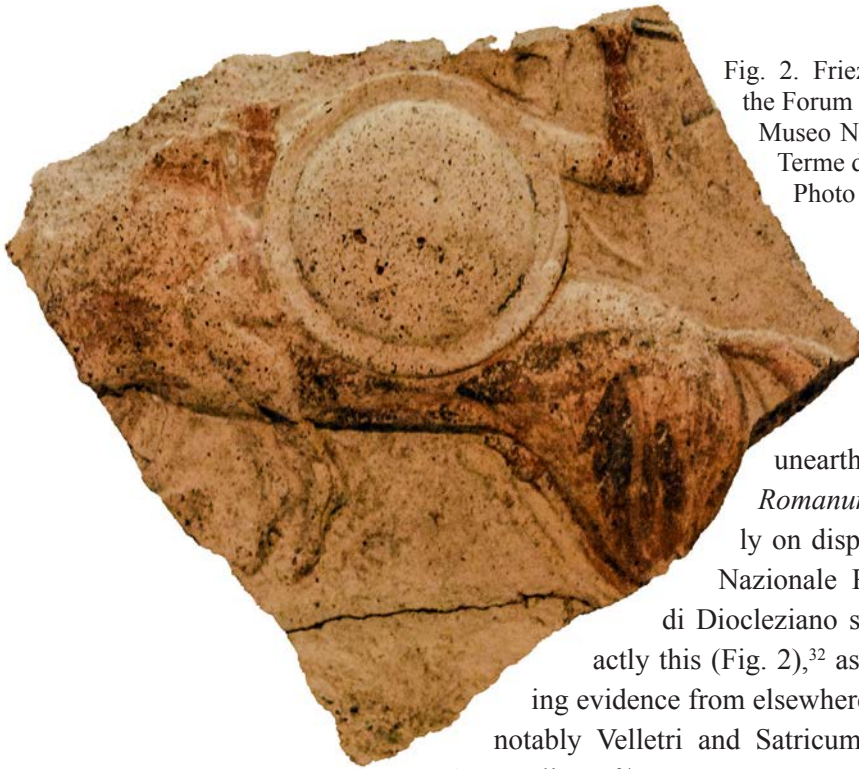 Fig. 2. Friez
the Forum
Museo N
Terme d
Photo
unearth
Romanu
ly on disp
Nazionale
di Diocleziano s
actly this (Fig. 2),³² as
ing evidence from elsewhere
notably Velletri and Satricum